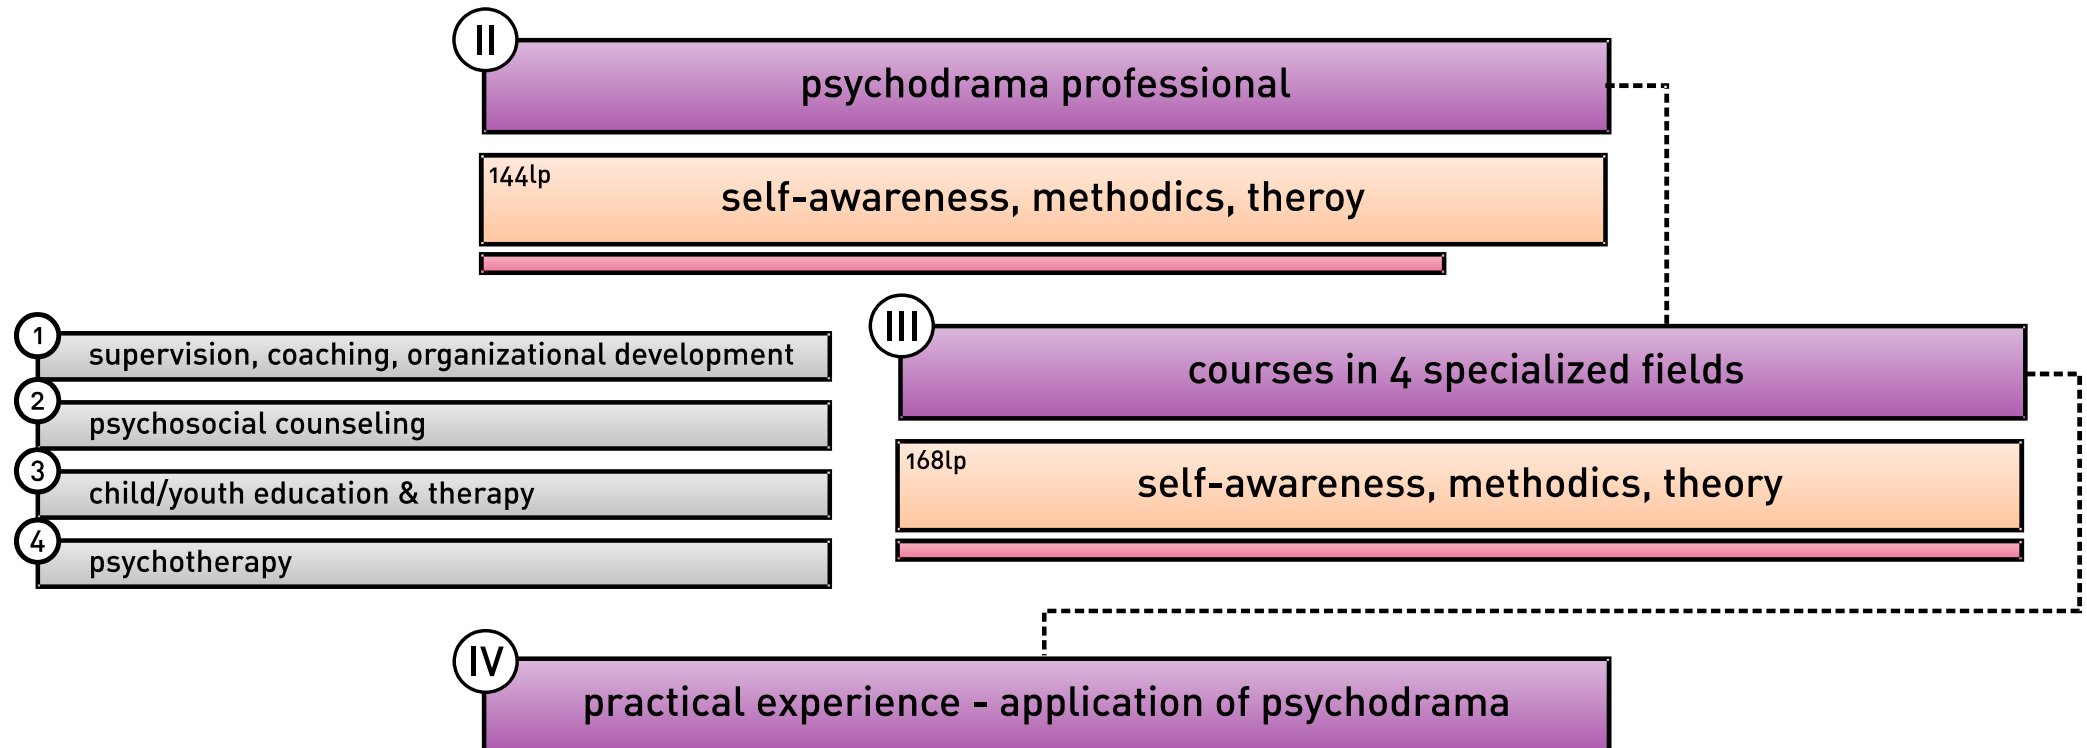 II
psychodrama professional
144lp
self-awareness, methodics, theroy
1
supervision, coaching, organizational development
2
psychosocial counseling
3
child/youth education & therapy
4
psychotherapy
III
courses in 4 specialized fields
168lp
self-awareness, methodics, theory
IV
practical experience - application of psychodrama